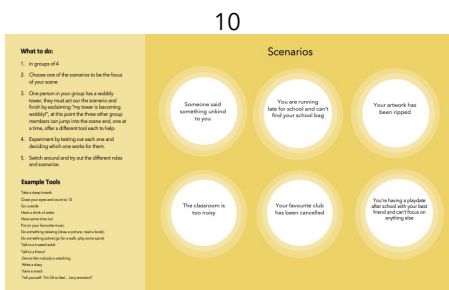 10
What to do:
1. In groups of 4
2. Choose one of the scenarios to be the focus
of your scene
3. One person in your group has a wobbly
tower, they must act our the scenario and
finish by exclaiming "my tower is becoming
wobbly!", at this point the three other group
members can jump into the scene and, one at
a time, offer a different tool each to help.
4. Experiment by testing out each one and
deciding which one works for them.
5. Switch around and try out the different roles
and scenarios.
Example Tools
Take a deep breath
Close your eyes and count to 10
Go outside
Have a drink of water
Have some time out
Put on your favourite music
Do something relaxing (draw a picture, read a book).
Do something active (go for a walk, play some sport)
Talk to a trusted adult
Talk to a friend
Dance like nobody is watching
Write a diary
Have a snack
Tell yourself: "It's Ok to feel... (any emotion)"
Scenarios
Someone said
something unkind
to you
You are running
late for school and can't
find your school bag
Your artwork has
been ripped
The classroom is
too noisy
Your favourite club
has been cancelled
You're having a playdate
after school with your best
friend and can't focus on
anything else